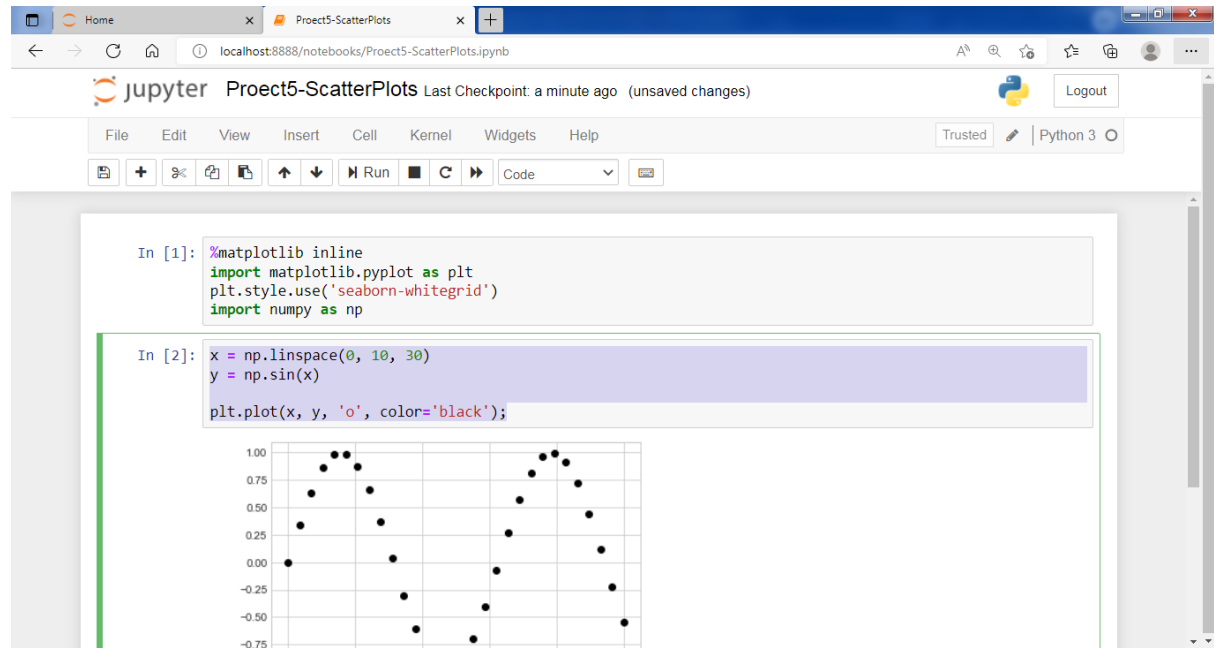 Home
Proect5-ScatterPlots
localhost:8888/notebooks/Proect5-ScatterPlots.ipynb
jupyter Proect5-ScatterPlots Last Checkpoint: a minute ago (unsaved changes)
Logout
File Edit View Insert Cell Kernel Widgets Help
Trusted Python 3
Run Code
In [1]: %matplotlib inline
import matplotlib.pyplot as plt
plt.style.use('seaborn-whitegrid')
import numpy as np
In [2]: x = np.linspace(0, 10, 30)
y = np.sin(x)
plt.plot(x, y, 'o', color='black');
1.00
0.75
0.50
0.25
0.00
−0.25
−0.50
−0.75